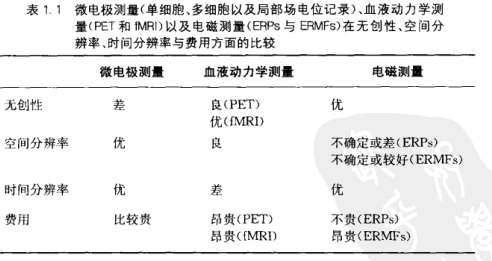 表 1.1 微电极测量(单细胞、多细胞以及局部场电位记录)、血液动力学测
量(PET 和 fMRI)以及电磁测量(ERPs 与 ERMFs)在无创性、空间分
辨率、时间分辨率与费用方面的比较
微电极测量 血液动力学测量 电磁测量
无创性 差 良(PET) 优
优(fMRI)
空间分辨率 优 良 不确定或差(ERPs)
不确定或较好(ERMFs)
时间分辨率 优 差 优
费用 比较贵 昂贵(PET) 不贵(ERPs)
昂贵(fMRI) 昂贵(ERMFs)